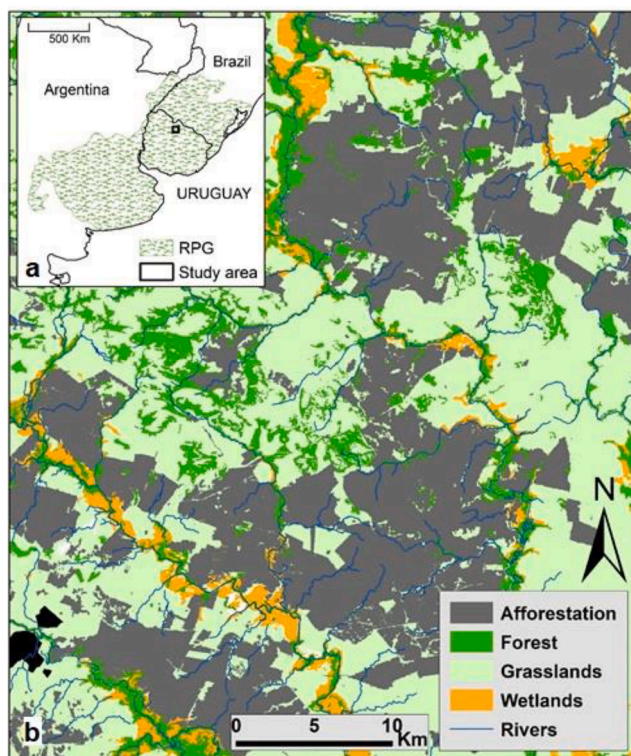 500 Km
Brazil
Argentina
URUGUAY
RPG
Study area
a
N
Afforestation
Forest
Grasslands
Wetlands
Rivers
0 5 10
Km
b